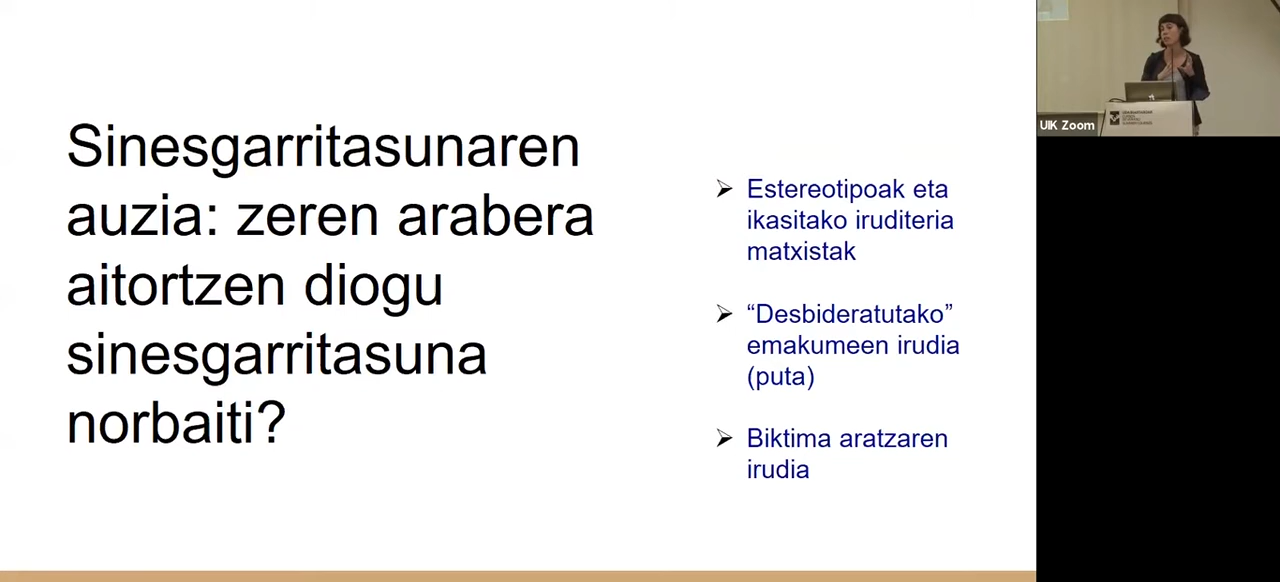 Sinesgarritasunaren
auzia: zeren arabera
aitortzen diogu
sinesgarritasuna
norbaiti?
➢ Estereotipoak eta
ikasitako iruditeria
matxistak
➢ “Desbideratutako”
emakumeen irudia
(puta)
➢ Biktima aratzaren
irudia
UIK Zoom